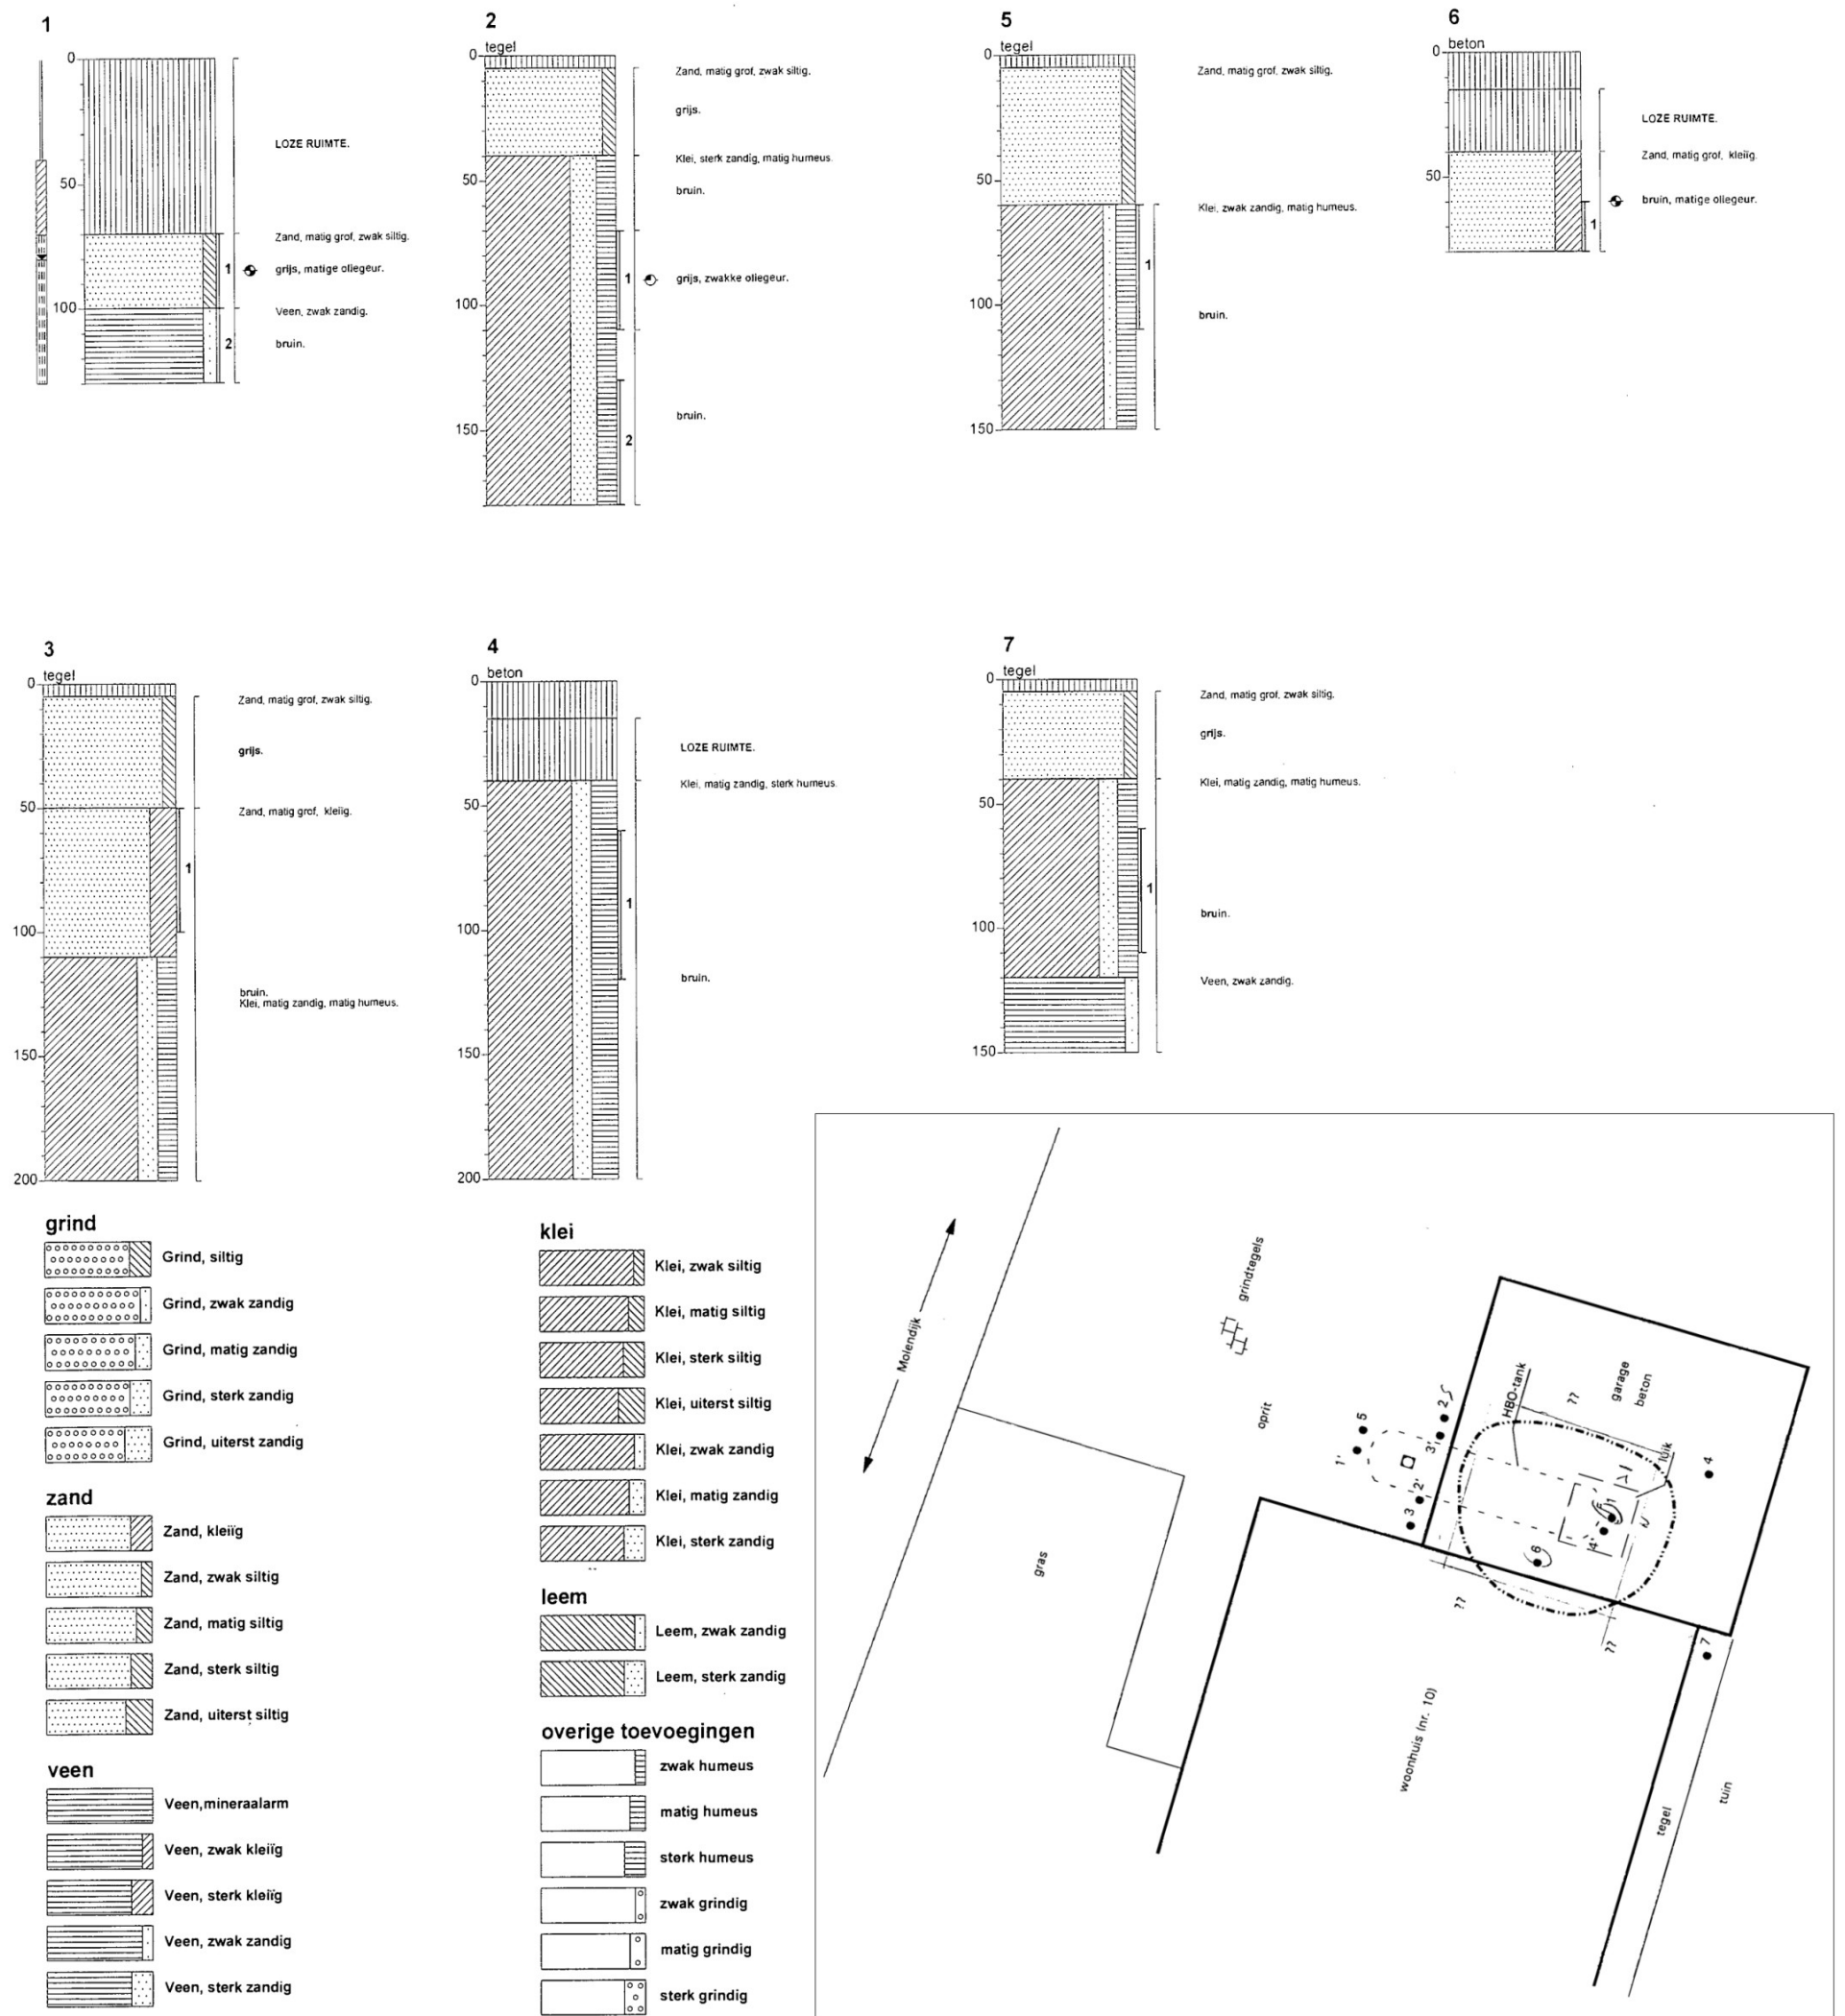 1
0
50
100
1
2
LOZE RUIMTE.
Zand, matig grof, zwak siltig.
grijs, matige oliegeur.
Veen, zwak zandig.
bruin.
2
tegel
0
50
100
150
1
2
Zand, matig grof, zwak siltig.
grijs.
Klei, sterk zandig, matig humeus.
bruin.
grijs, zwakke oliegeur.
bruin.
5
tegel
0
50
100
150
1
Zand, matig grof, zwak siltig.
Klei, zwak zandig, matig humeus.
bruin.
6
beton
0
50
1
LOZE RUIMTE.
Zand, matig grof, kleiïg.
bruin, matige oliegeur.
3
tegel
0
50
100
150
200
1
Zand, matig grof, zwak siltig.
grijs.
Zand, matig grof, kleiïg.
bruin.
Klei, matig zandig, matig humeus.
4
beton
0
50
100
150
200
1
LOZE RUIMTE.
Klei, matig zandig, sterk humeus.
bruin.
7
tegel
0
50
100
150
1
Zand, matig grof, zwak siltig.
grijs.
Klei, matig zandig, matig humeus.
bruin.
Veen, zwak zandig.
grind
Grind, siltig
Grind, zwak zandig
Grind, matig zandig
Grind, sterk zandig
Grind, uiterst zandig
zand
Zand, kleiïg
Zand, zwak siltig
Zand, matig siltig
Zand, sterk siltig
Zand, uiterst siltig
veen
Veen,mineraalarm
Veen, zwak kleiïg
Veen, sterk kleiïg
Veen, zwak zandig
Veen, sterk zandig
klei
Klei, zwak siltig
Klei, matig siltig
Klei, sterk siltig
Klei, uiterst siltig
Klei, zwak zandig
Klei, matig zandig
Klei, sterk zandig
leem
Leem, zwak zandig
Leem, sterk zandig
overige toevoegingen
zwak humeus
matig humeus
sterk humeus
zwak grindig
matig grindig
sterk grindig
Molendijk
grindtegels
oprit
gras
HBO-tank
??
garage
beton
luik
5
1'
2
3'
2'
3
4
1
4'
6
??
??
7
woonhuis (nr. 10)
tegel
tuin